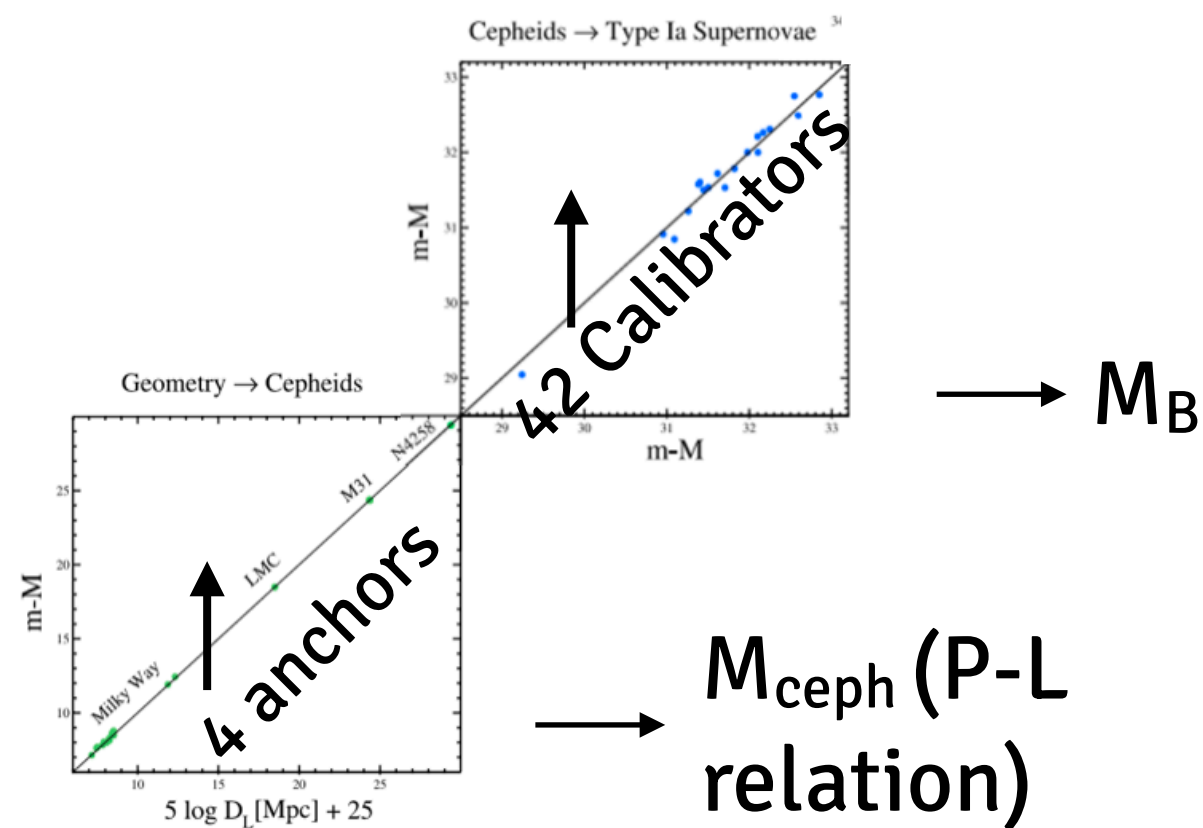 Cepheids → Type Ia Supernovae
33
32
31
30
29
m-M
42 Calibrators
29 30 31 32 33
m-M
→ M_B
Geometry → Cepheids
25
20
15
10
m-M
N4258
M31
LMC
Milky Way
4 anchors
10 15 20 25
5 log D_L[Mpc] + 25
→ M_ceph (P-L
relation)